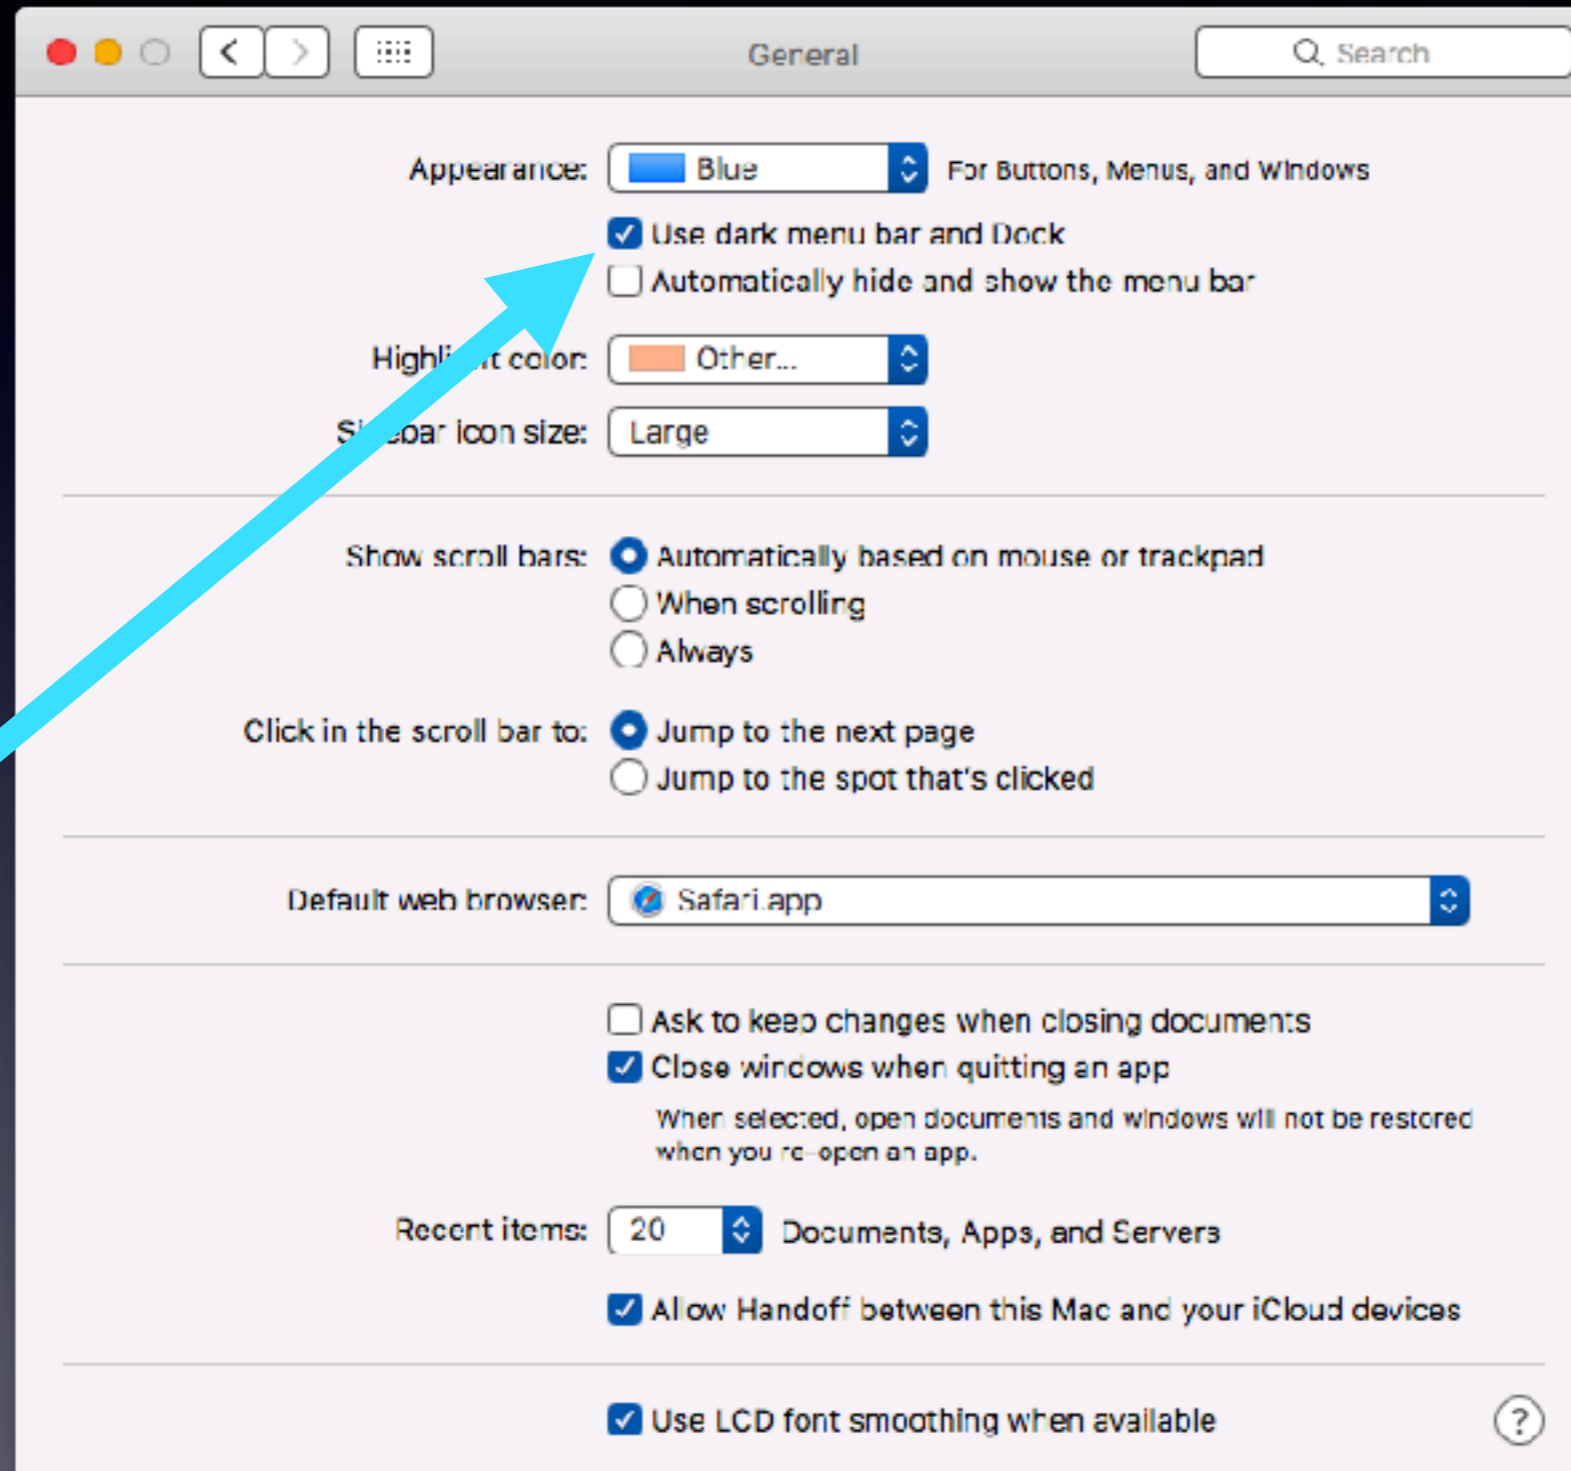 General
Search
Appearance: Blue For Buttons, Menus, and Windows
Use dark menu bar and Dock
Automatically hide and show the menu bar
color: Other...
icon size: Large
Show scroll bars: Automatically based on mouse or trackpad
When scrolling
Always
Click in the scroll bar to: Jump to the next page
Jump to the spot that's clicked
Default web browser: Safari.app
Ask to keep changes when closing documents
Close windows when quitting an app
When selected, open documents and windows will not be restored
when you re-open an app.
Recent items: 20 Documents, Apps, and Servers
Allow Handoff between this Mac and your iCloud devices
Use LCD font smoothing when available
?